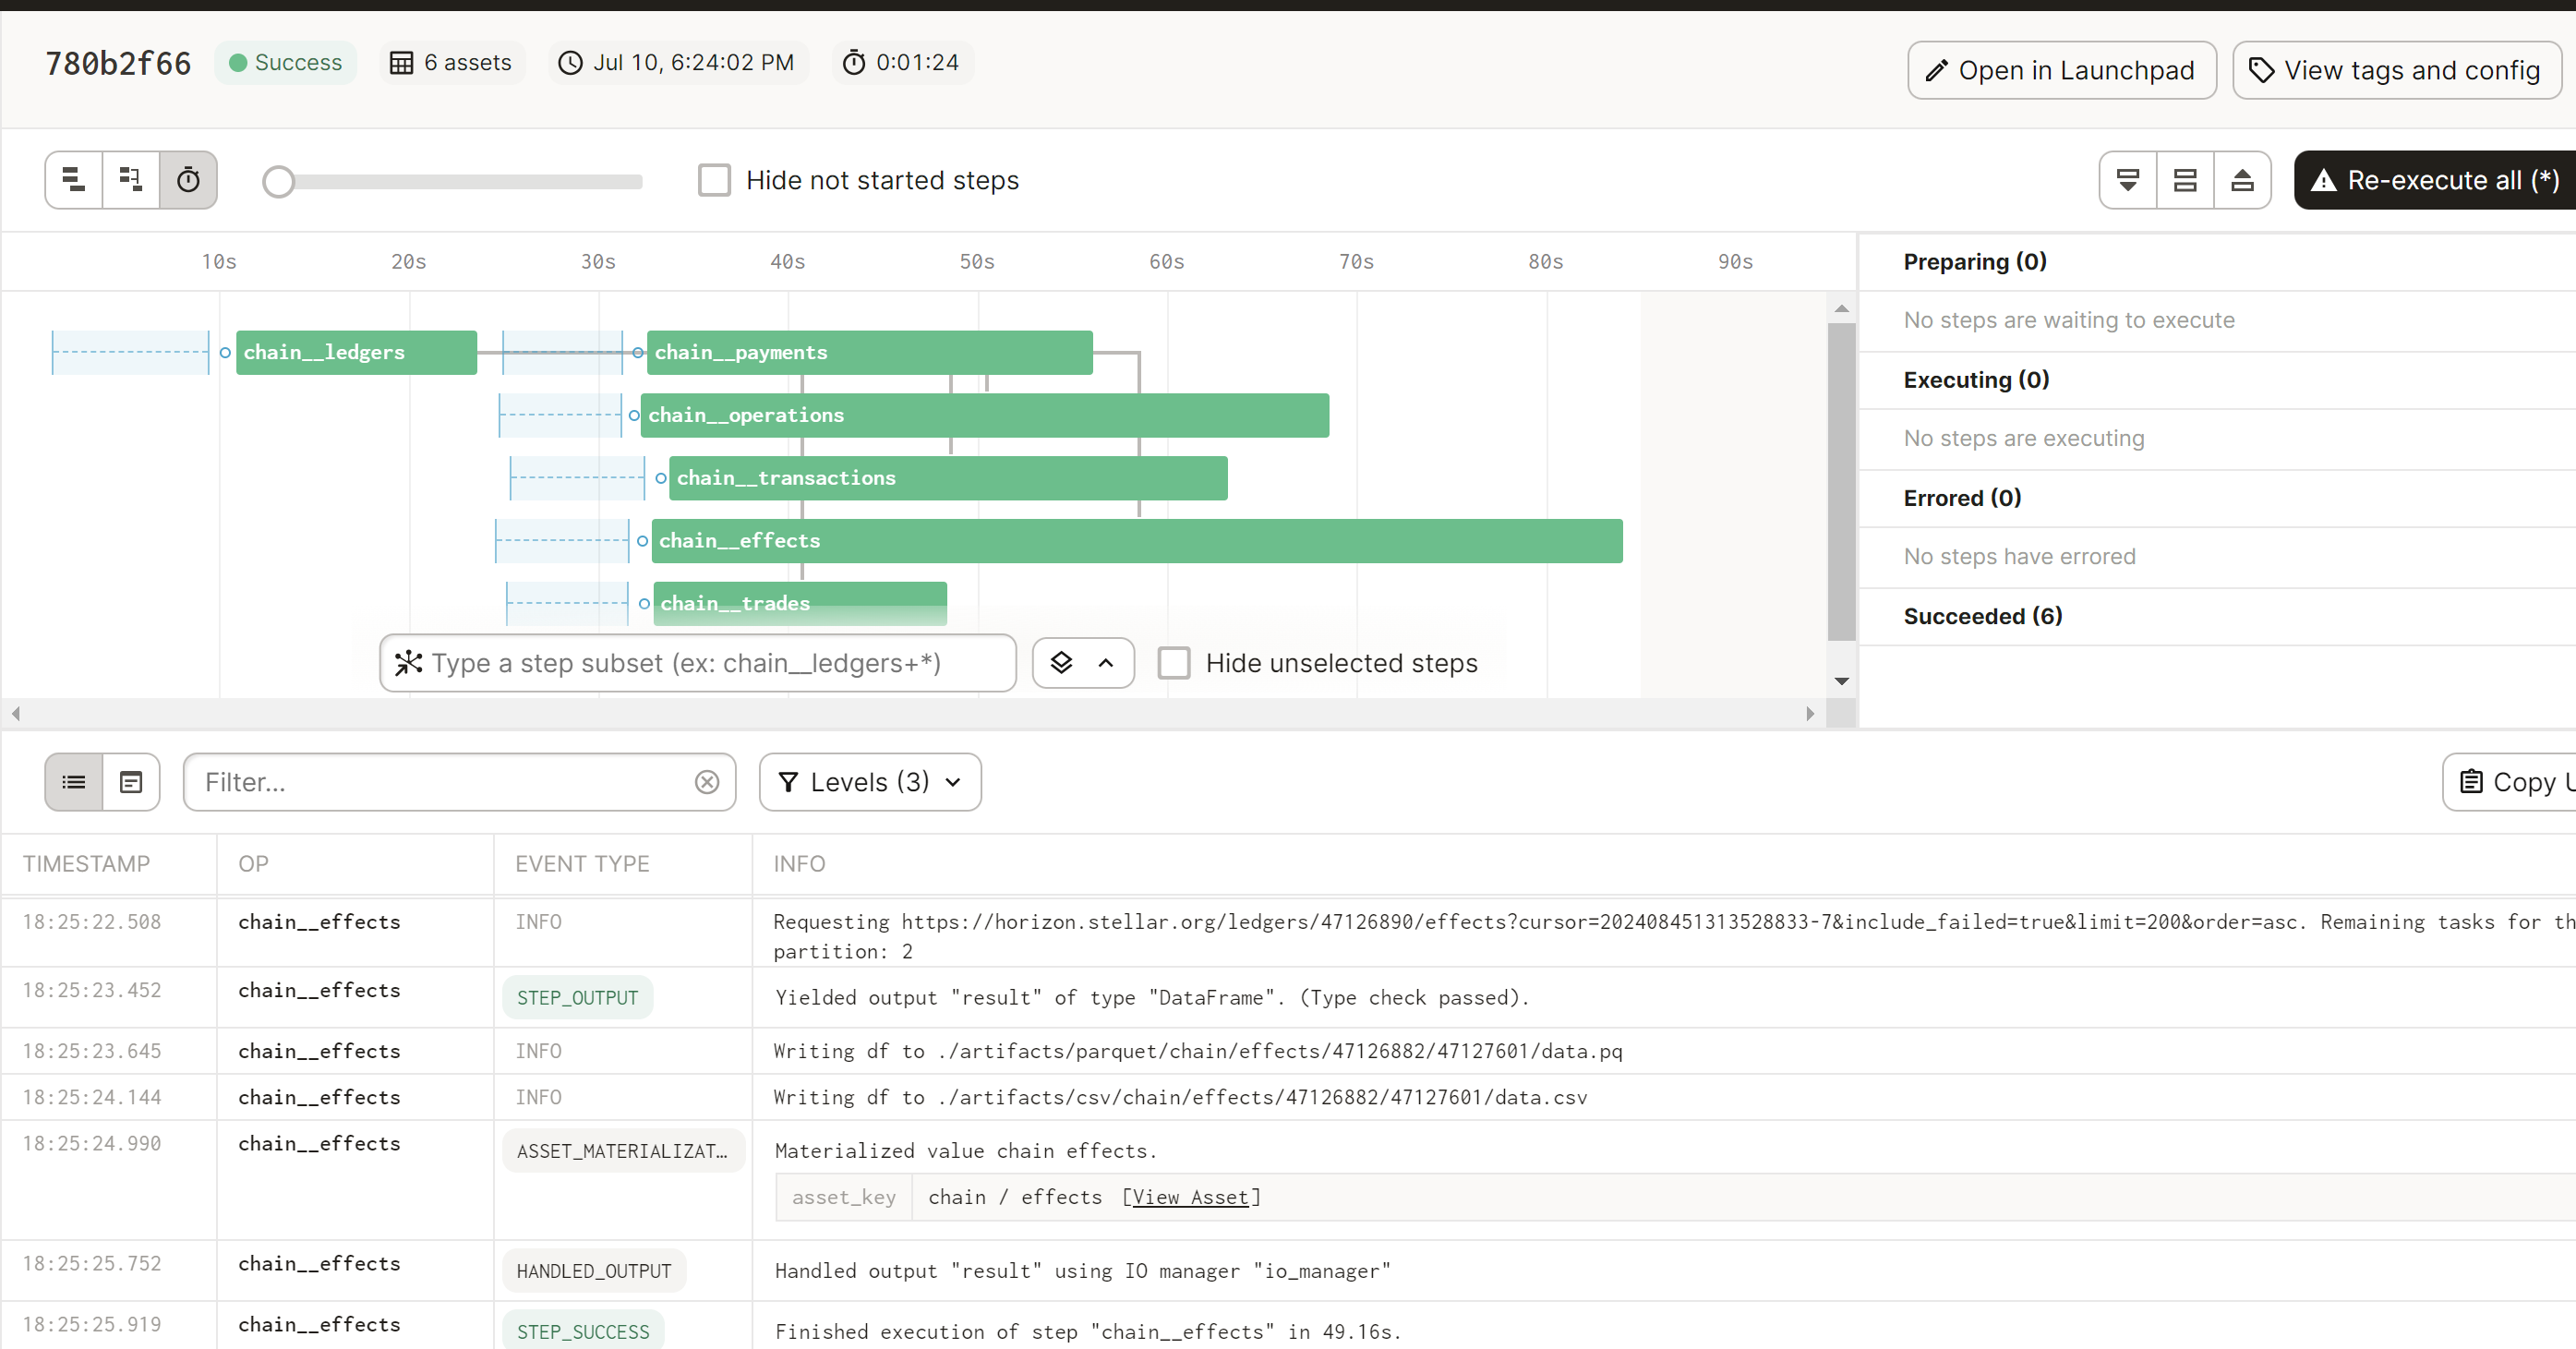 780b2f66 Success 6 assets Jul 10, 6:24:02 PM 0:01:24 Open in Launchpad View tags and config
Hide not started steps Re-execute all (*)
10s 20s 30s 40s 50s 60s 70s 80s 90s
chain__ledgers chain__payments
chain__operations
chain__transactions
chain__effects
chain__trades
Type a step subset (ex: chain__ledgers+*) Hide unselected steps
Preparing (0)
No steps are waiting to execute
Executing (0)
No steps are executing
Errored (0)
No steps have errored
Succeeded (6)
Filter... Levels (3) Copy U
TIMESTAMP OP EVENT TYPE INFO
18:25:22.508 chain__effects INFO Requesting https://horizon.stellar.org/ledgers/47126890/effects?cursor=202408451313528833-7&include_failed=true&limit=200&order=asc. Remaining tasks for th
partition: 2
18:25:23.452 chain__effects STEP_OUTPUT Yielded output "result" of type "DataFrame". (Type check passed).
18:25:23.645 chain__effects INFO Writing df to ./artifacts/parquet/chain/effects/47126882/47127601/data.pq
18:25:24.144 chain__effects INFO Writing df to ./artifacts/csv/chain/effects/47126882/47127601/data.csv
18:25:24.990 chain__effects ASSET_MATERIALIZAT… Materialized value chain effects.
asset_key chain / effects [View Asset]
18:25:25.752 chain__effects HANDLED_OUTPUT Handled output "result" using IO manager "io_manager"
18:25:25.919 chain__effects STEP_SUCCESS Finished execution of step "chain__effects" in 49.16s.